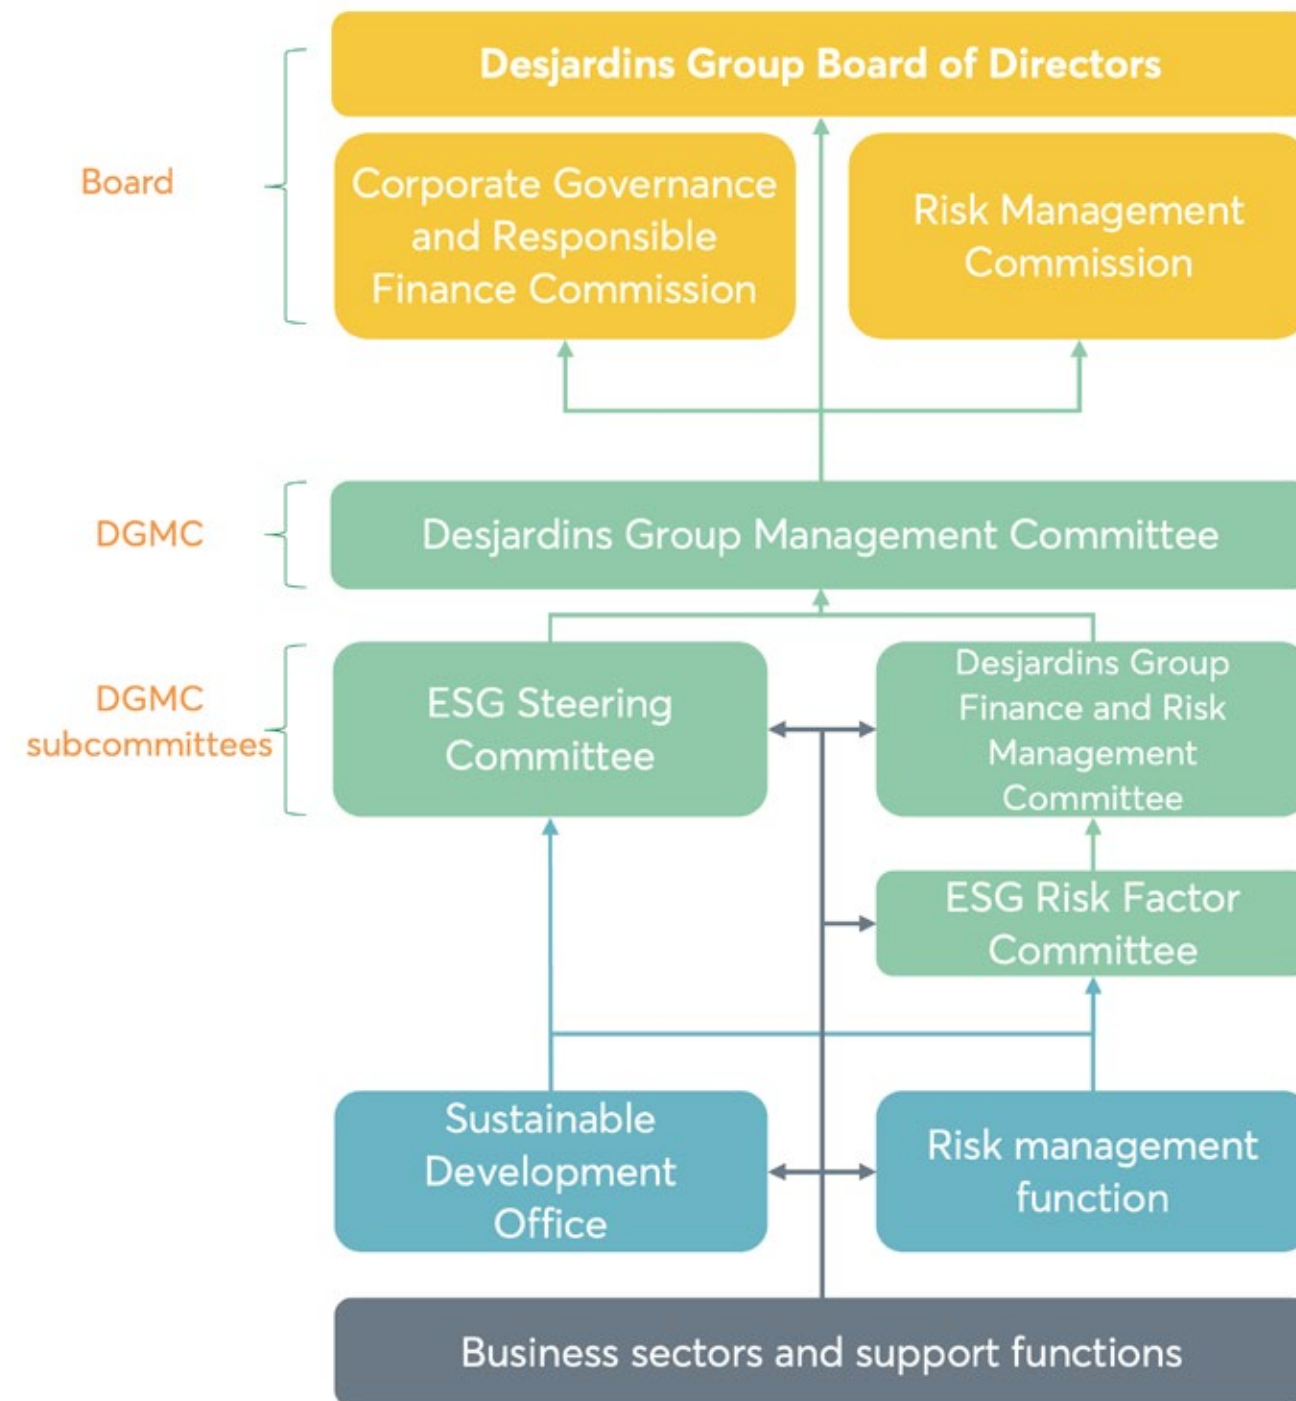 Desjardins Group Board of Directors
Board
Corporate Governance
and Responsible
Finance Commission
Risk Management
Commission
DGMC
Desjardins Group Management Committee
DGMC
subcommittees
ESG Steering
Committee
Desjardins Group
Finance and Risk
Management
Committee
ESG Risk Factor
Committee
Sustainable
Development
Office
Risk management
function
Business sectors and support functions